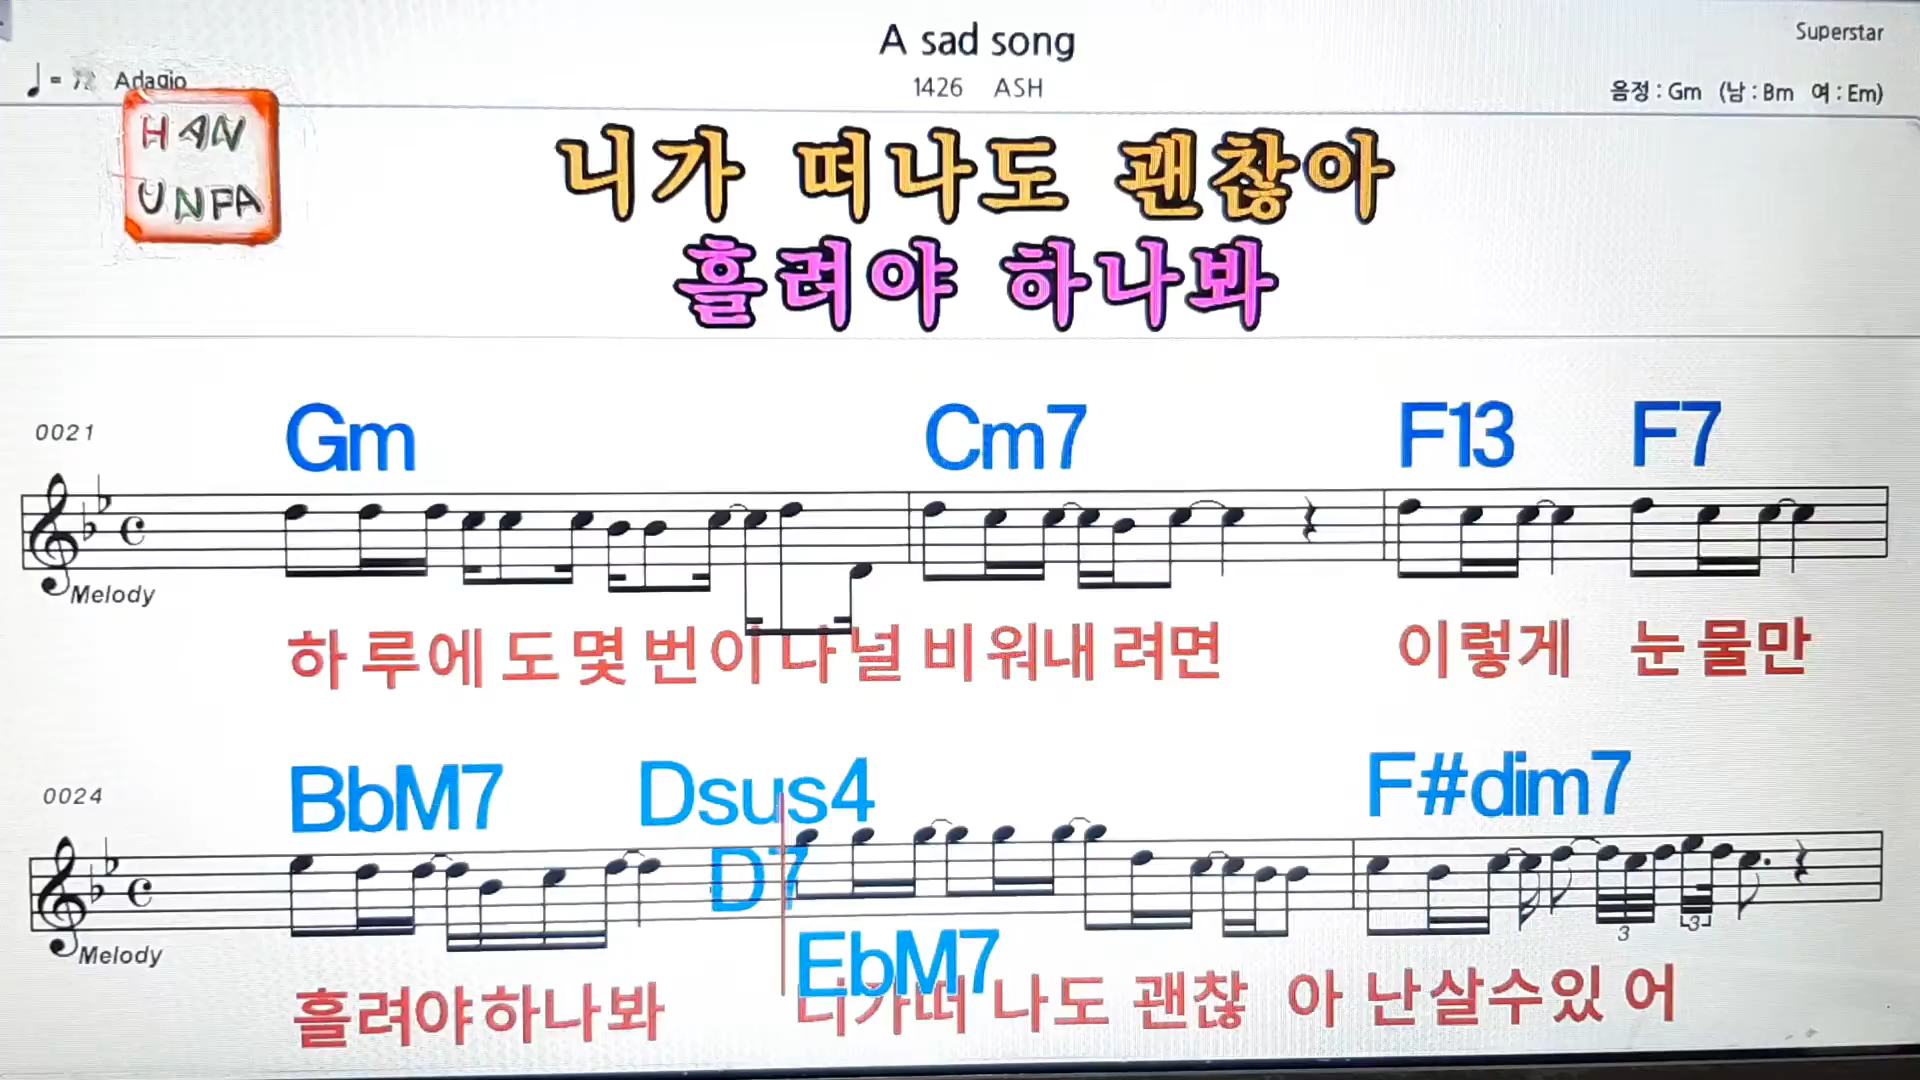 A sad song
Superstar
Adagio
1426 ASH
음정 : Gm (남 : Bm 여 : Em)
HAN
UNPA
니가 떠나도 괜찮아
흘려야 하나봐
0021
Gm Cm7 F13 F7
Melody
하 루에 도 몇 번 이 나 널 비 워내 려면 이 렇게 눈 물만
0024
BbM7 Dsus4 F#dim7
D7
EbM7
3 3
Melody
흘려야하나봐 니가떠 나도 괜찮 아 난살수있 어